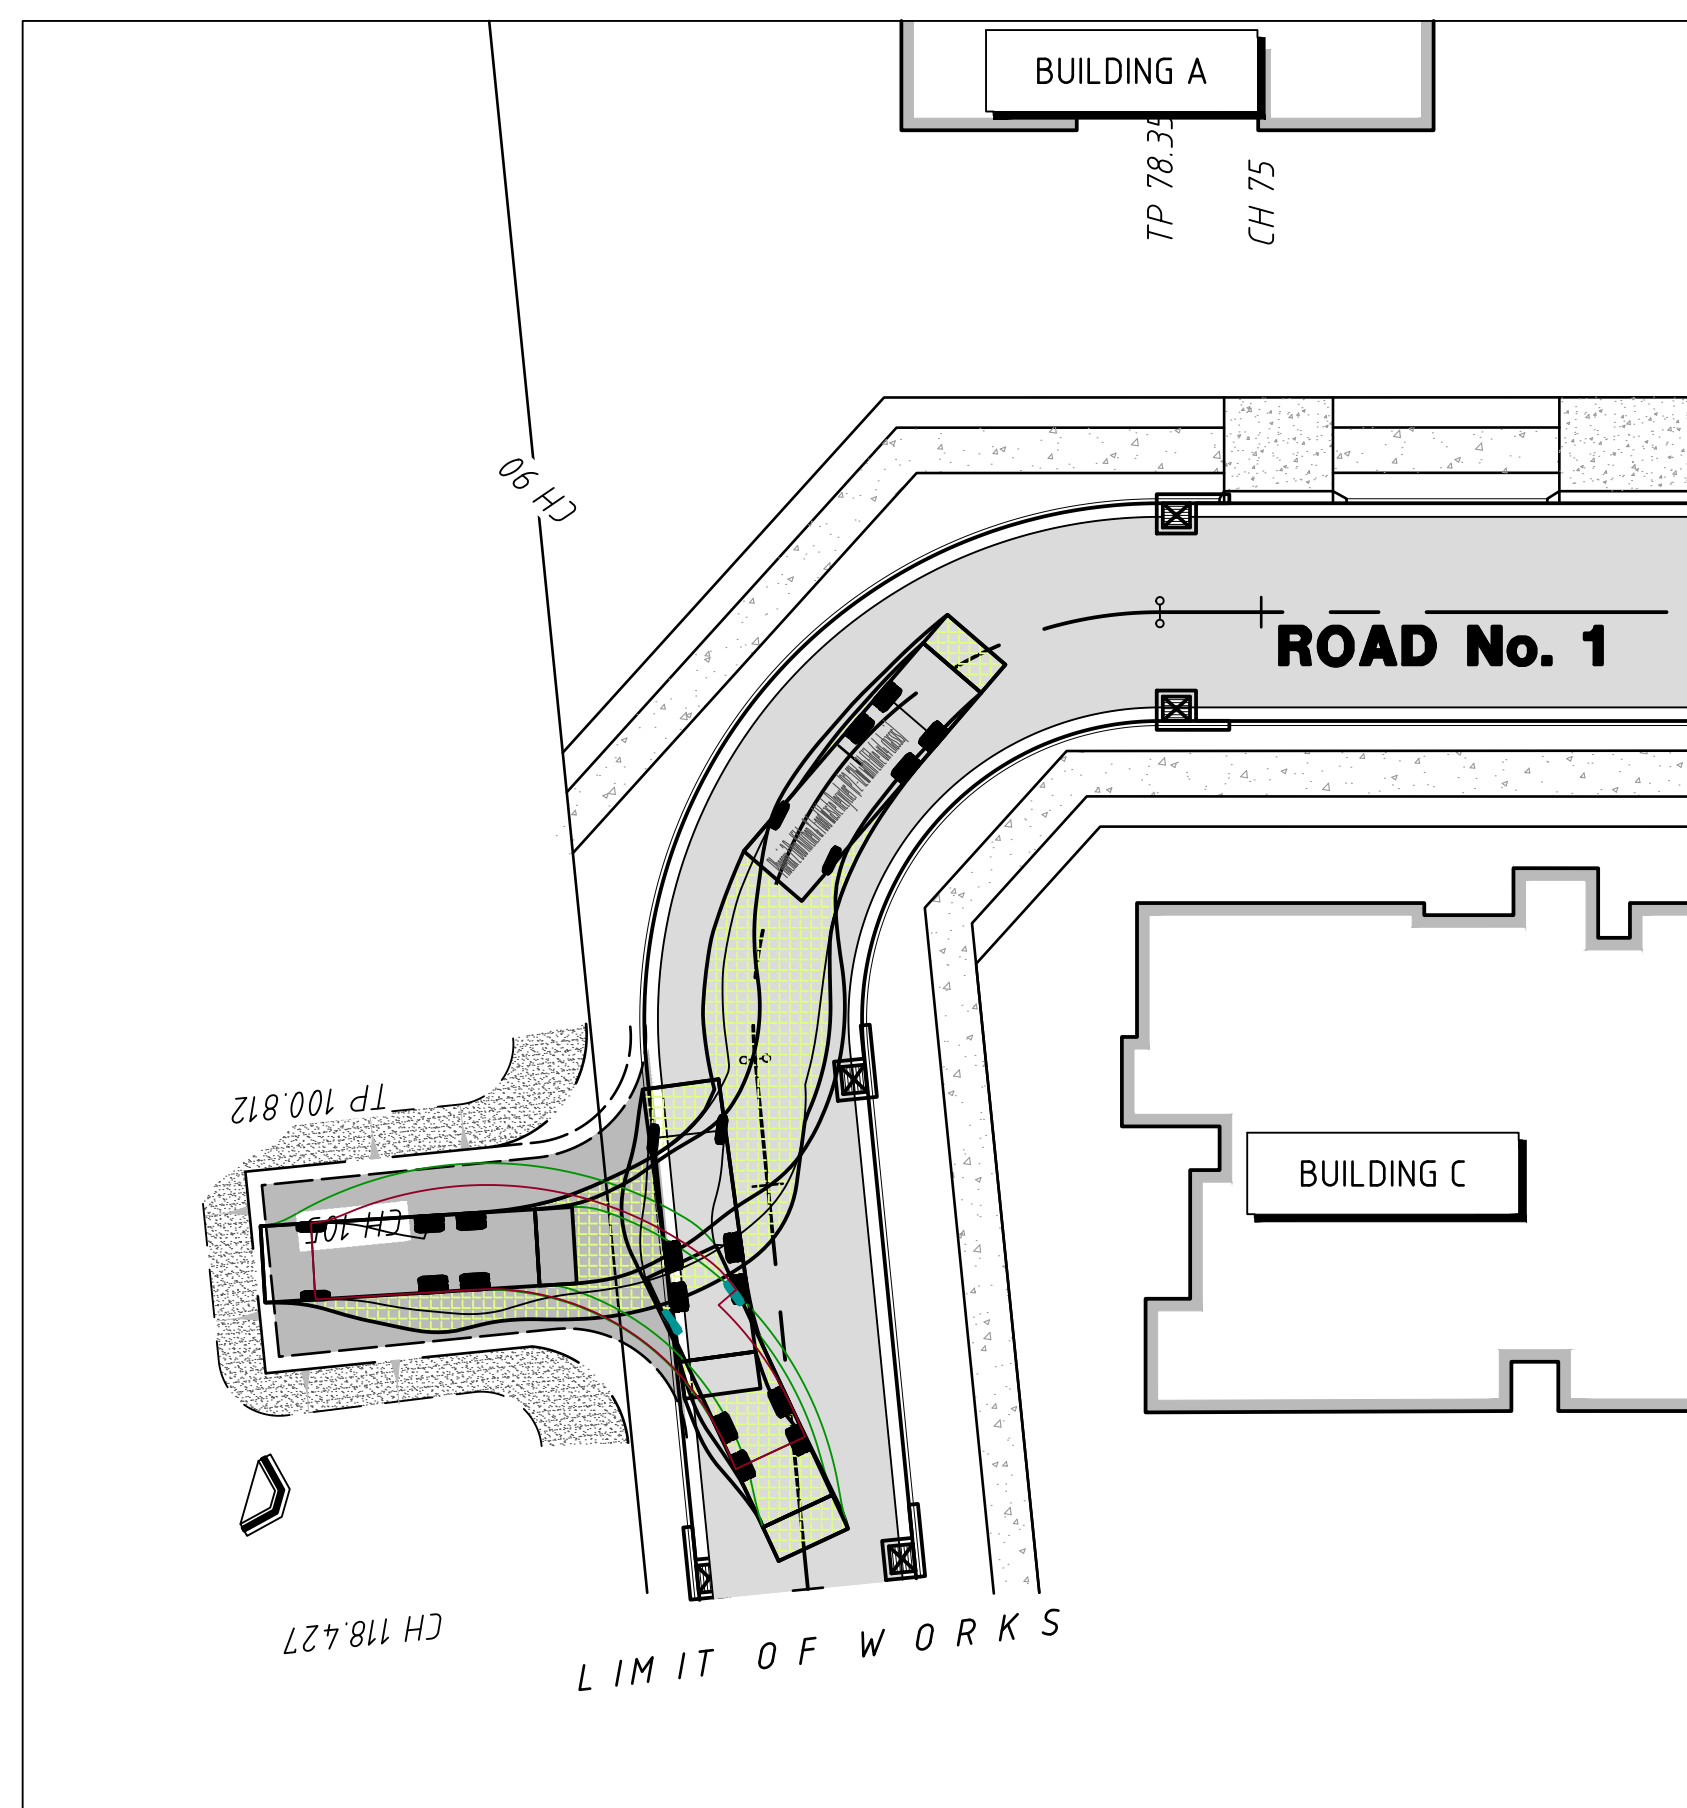 BUILDING A
TP 78.35
CH 75
CH 90
ROAD No. 1
TP 100.812
BUILDING C
CH 105
CH 118.427
LIMIT OF WORKS